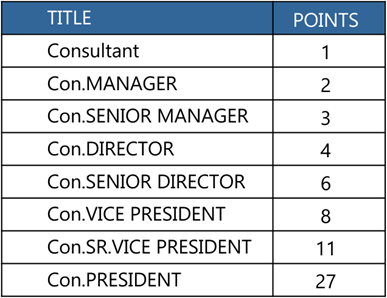 TITLE POINTS
Consultant 1
Con.MANAGER 2
Con.SENIOR MANAGER 3
Con.DIRECTOR 4
Con.SENIOR DIRECTOR 6
Con.VICE PRESIDENT 8
Con.SR.VICE PRESIDENT 11
Con.PRESIDENT 27